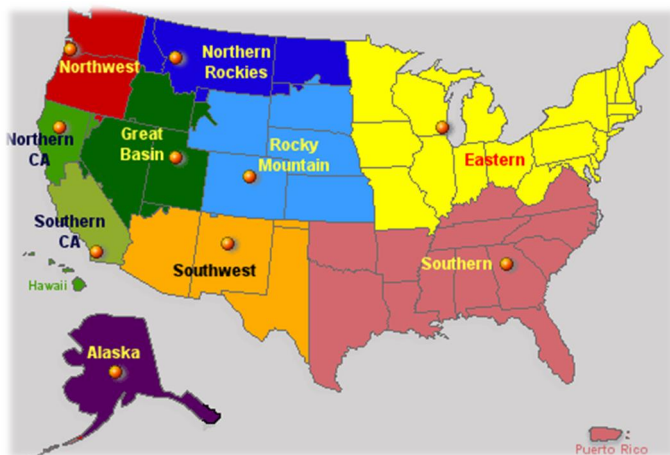 Northwest
Northern
Rockies
Northern
CA
Great
Basin
Rocky
Mountain
Eastern
Southern
CA
Southwest
Southern
Hawaii
Alaska
Puerto Rico